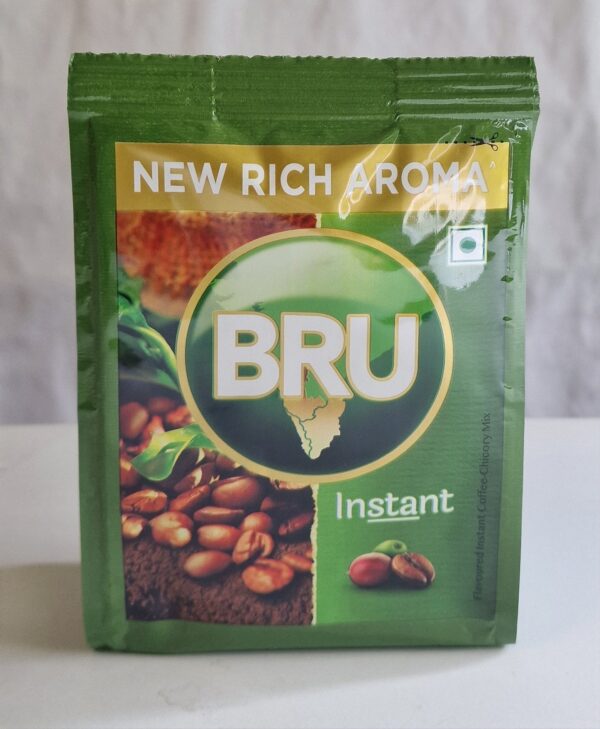 NEW RICH AROMA^
BRU
Instant
Flavoured Instant Coffee-Chicory Mix